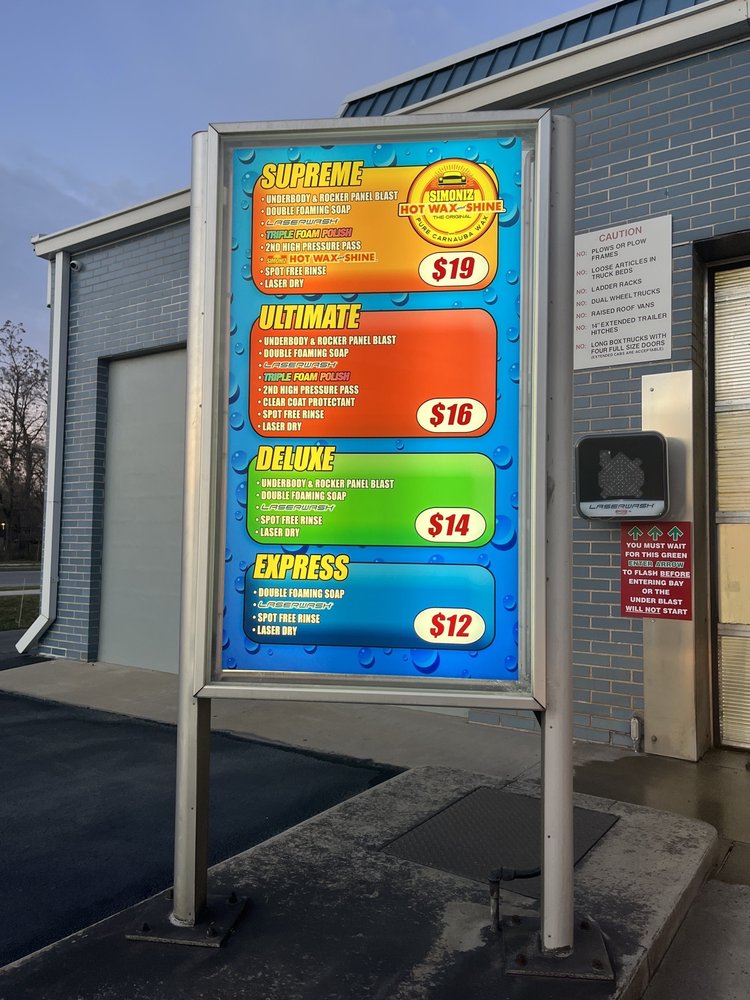 SUPREME
• UNDERBODY & ROCKER PANEL BLAST
• DOUBLE FOAMING SOAP
• LASERWASH
• TRIPLE FOAM POLISH
• 2ND HIGH PRESSURE PASS
• SIMONIZ HOT WAX AND SHINE
• SPOT FREE RINSE
• LASER DRY
SIMONIZ
HOT WAX AND SHINE
THE ORIGINAL
PURE CARNAUBA WAX
$19
ULTIMATE
• UNDERBODY & ROCKER PANEL BLAST
• DOUBLE FOAMING SOAP
• LASERWASH
• TRIPLE FOAM POLISH
• 2ND HIGH PRESSURE PASS
• CLEAR COAT PROTECTANT
• SPOT FREE RINSE
• LASER DRY
$16
DELUXE
• UNDERBODY & ROCKER PANEL BLAST
• DOUBLE FOAMING SOAP
• LASERWASH
• SPOT FREE RINSE
• LASER DRY
$14
EXPRESS
• DOUBLE FOAMING SOAP
• LASERWASH
• SPOT FREE RINSE
• LASER DRY
$12
CAUTION
NO: PLOWS OR PLOW
FRAMES
NO: LOOSE ARTICLES IN
TRUCK BEDS
NO: LADDER RACKS
NO: DUAL WHEEL TRUCKS
NO: RAISED ROOF VANS
NO: 14" EXTENDED TRAILER
HITCHES
NO: LONG BOX TRUCKS WITH
FOUR FULL SIZE DOORS
(EXTENDED CABS ARE ACCEPTABLE)
LASERWASH
YOU MUST WAIT
FOR THIS GREEN
ENTER ARROW
TO FLASH BEFORE
ENTERING BAY
OR THE
UNDER BLAST
WILL NOT START